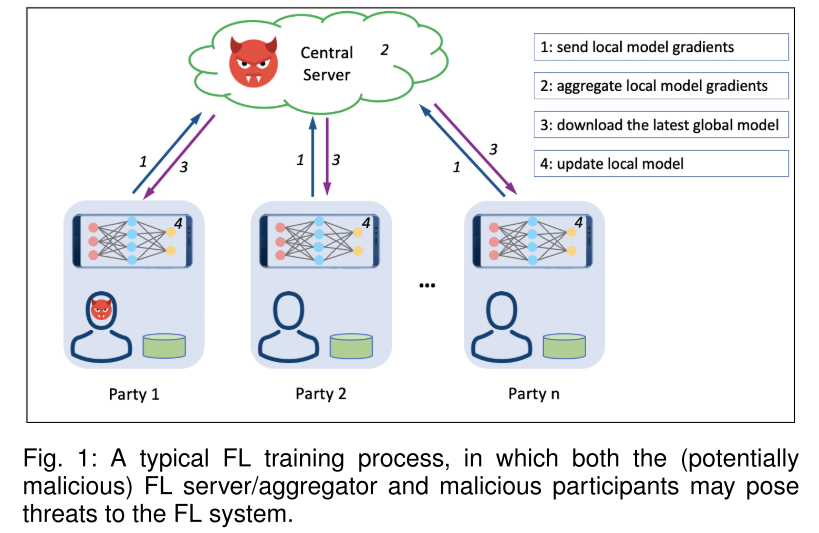 Central
Server
2
1: send local model gradients
2: aggregate local model gradients
3: download the latest global model
4: update local model
1
3
1
3
1
3
4
4
4
...
Party 1
Party 2
Party n
Fig. 1: A typical FL training process, in which both the (potentially
malicious) FL server/aggregator and malicious participants may pose
threats to the FL system.